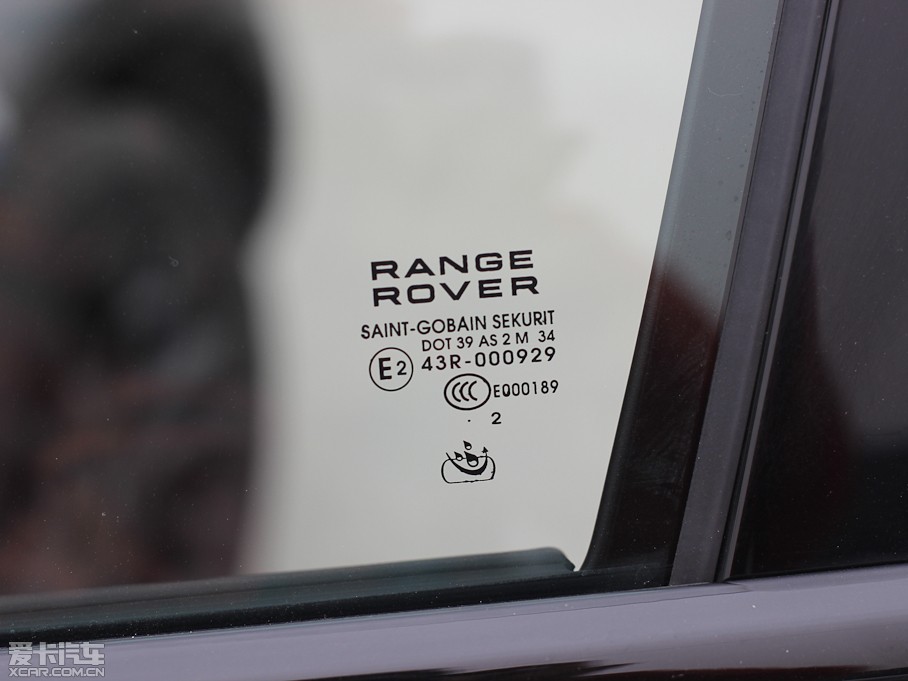 RANGE
ROVER
SAINT-GOBAIN SEKURIT
DOT 39 AS 2 M 34
E2 43R-000929
CCC E000189
. 2
爱卡汽车
XCAR.COM.CN